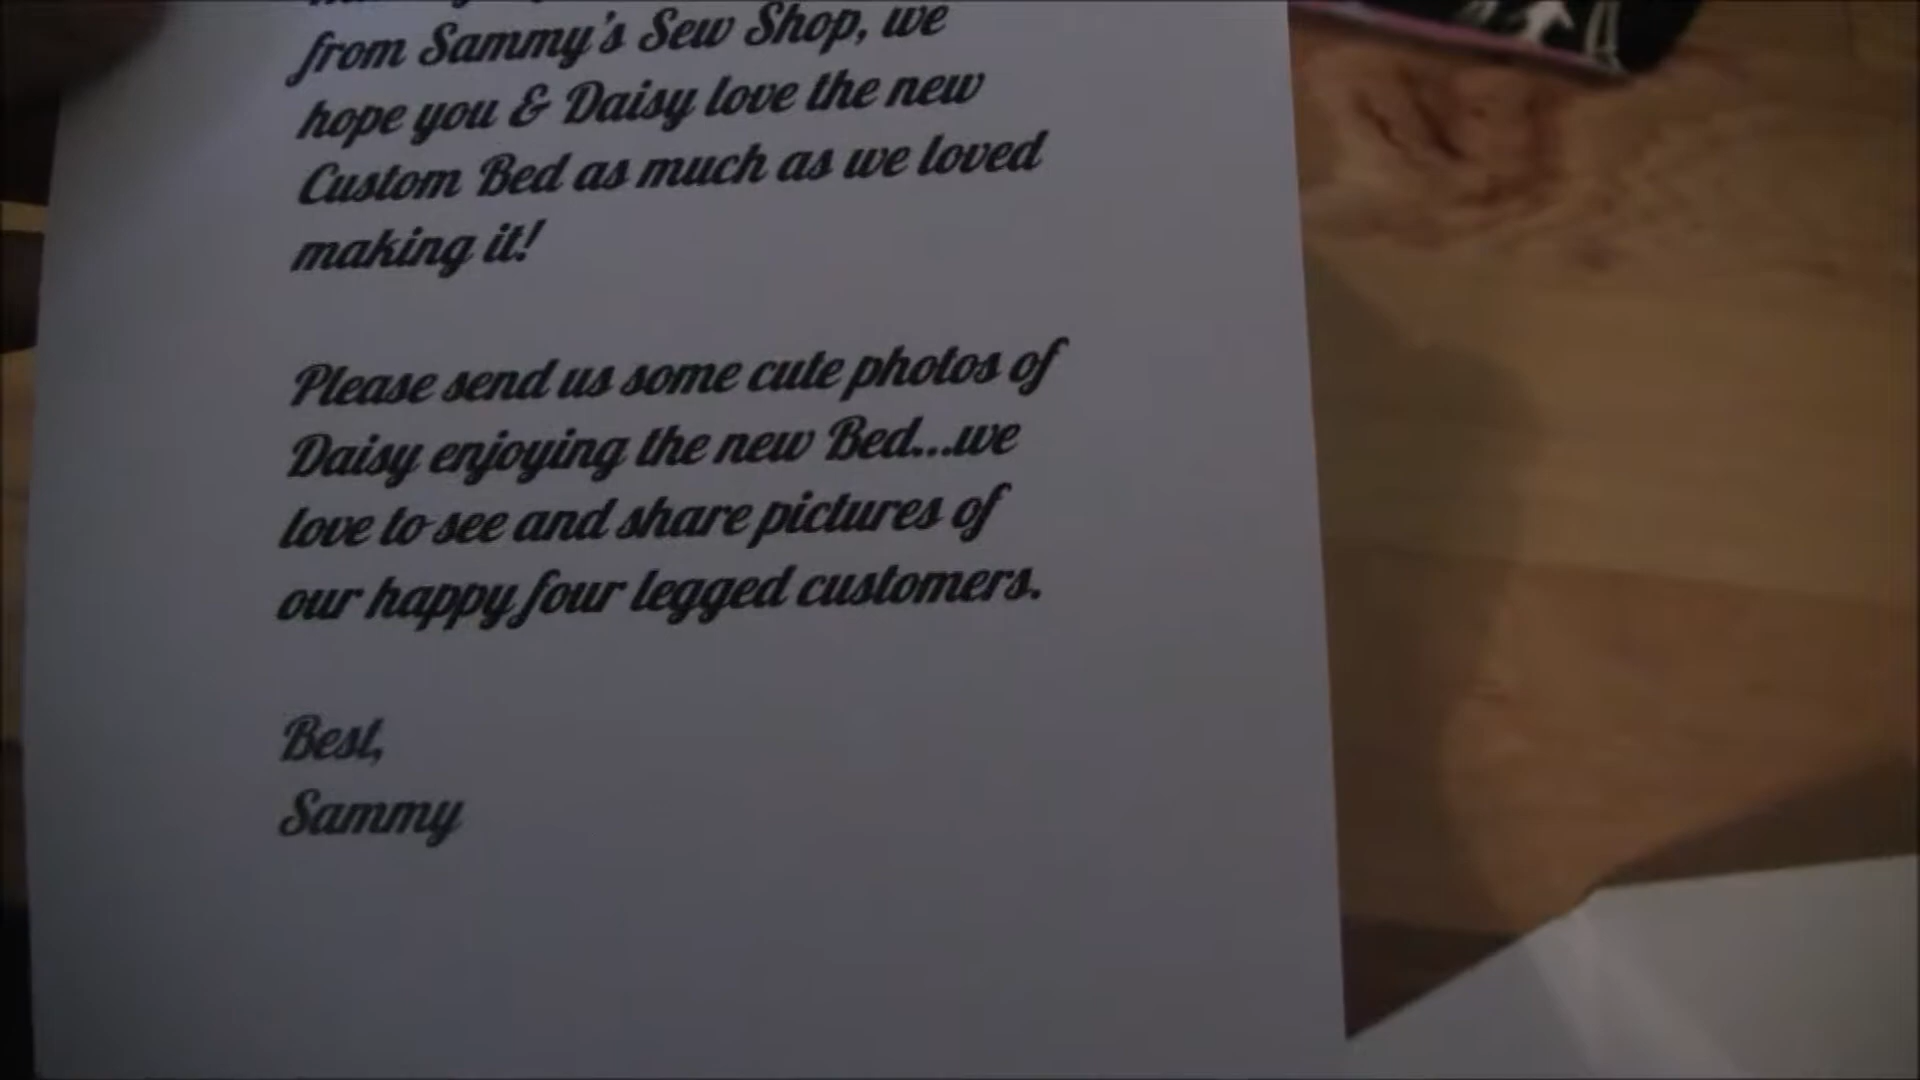 from Sammy's Sew Shop, we
hope you & Daisy love the new
Custom Bed as much as we loved
making it!
Please send us some cute photos of
Daisy enjoying the new Bed...we
love to see and share pictures of
our happy four legged customers.
Best,
Sammy